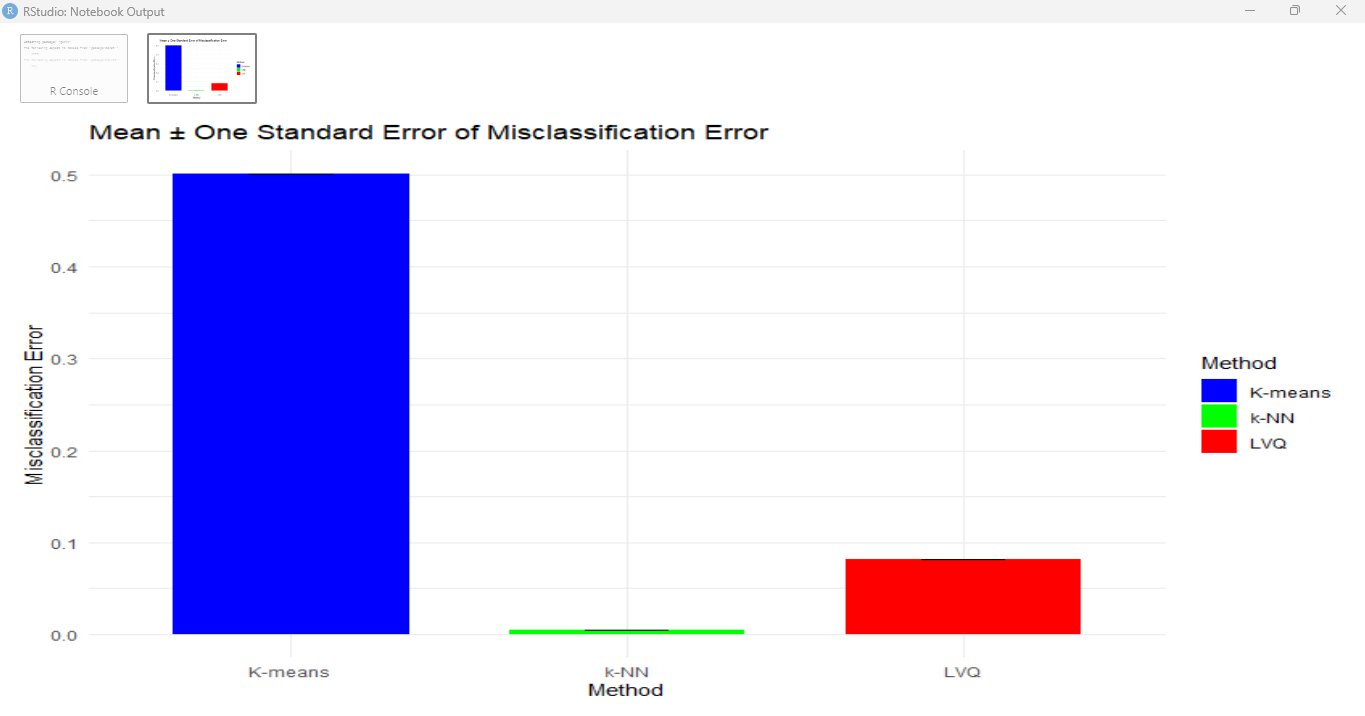 RStudio: Notebook Output
R Console
Mean ± One Standard Error of Misclassification Error
0.5
0.4
0.3
0.2
0.1
0.0
Misclassification Error
K-means
k-NN
LVQ
Method
Method
K-means
k-NN
LVQ